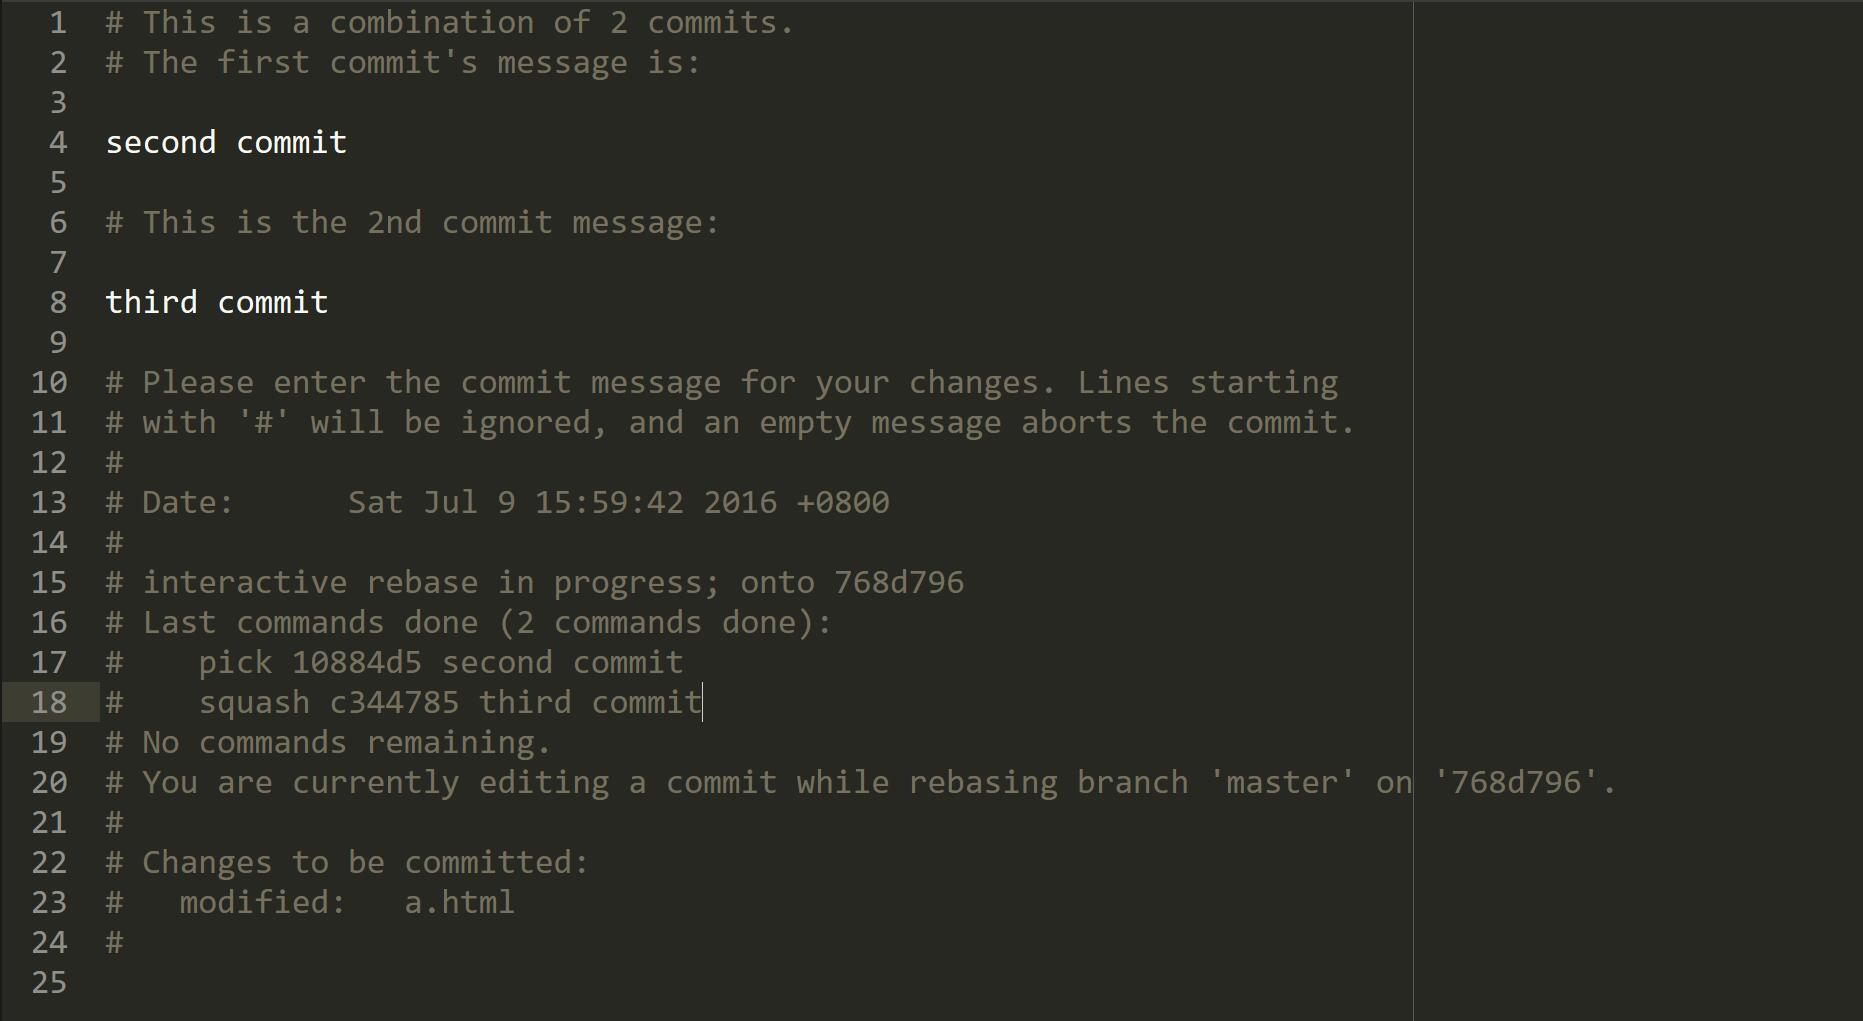 1 # This is a combination of 2 commits.
2 # The first commit's message is:
3
4 second commit
5
6 # This is the 2nd commit message:
7
8 third commit
9
10 # Please enter the commit message for your changes. Lines starting
11 # with '#' will be ignored, and an empty message aborts the commit.
12 #
13 # Date:      Sat Jul 9 15:59:42 2016 +0800
14 #
15 # interactive rebase in progress; onto 768d796
16 # Last commands done (2 commands done):
17 #    pick 10884d5 second commit
18 #    squash c344785 third commit
19 # No commands remaining.
20 # You are currently editing a commit while rebasing branch 'master' on '768d796'.
21 #
22 # Changes to be committed:
23 #   modified:   a.html
24 #
25